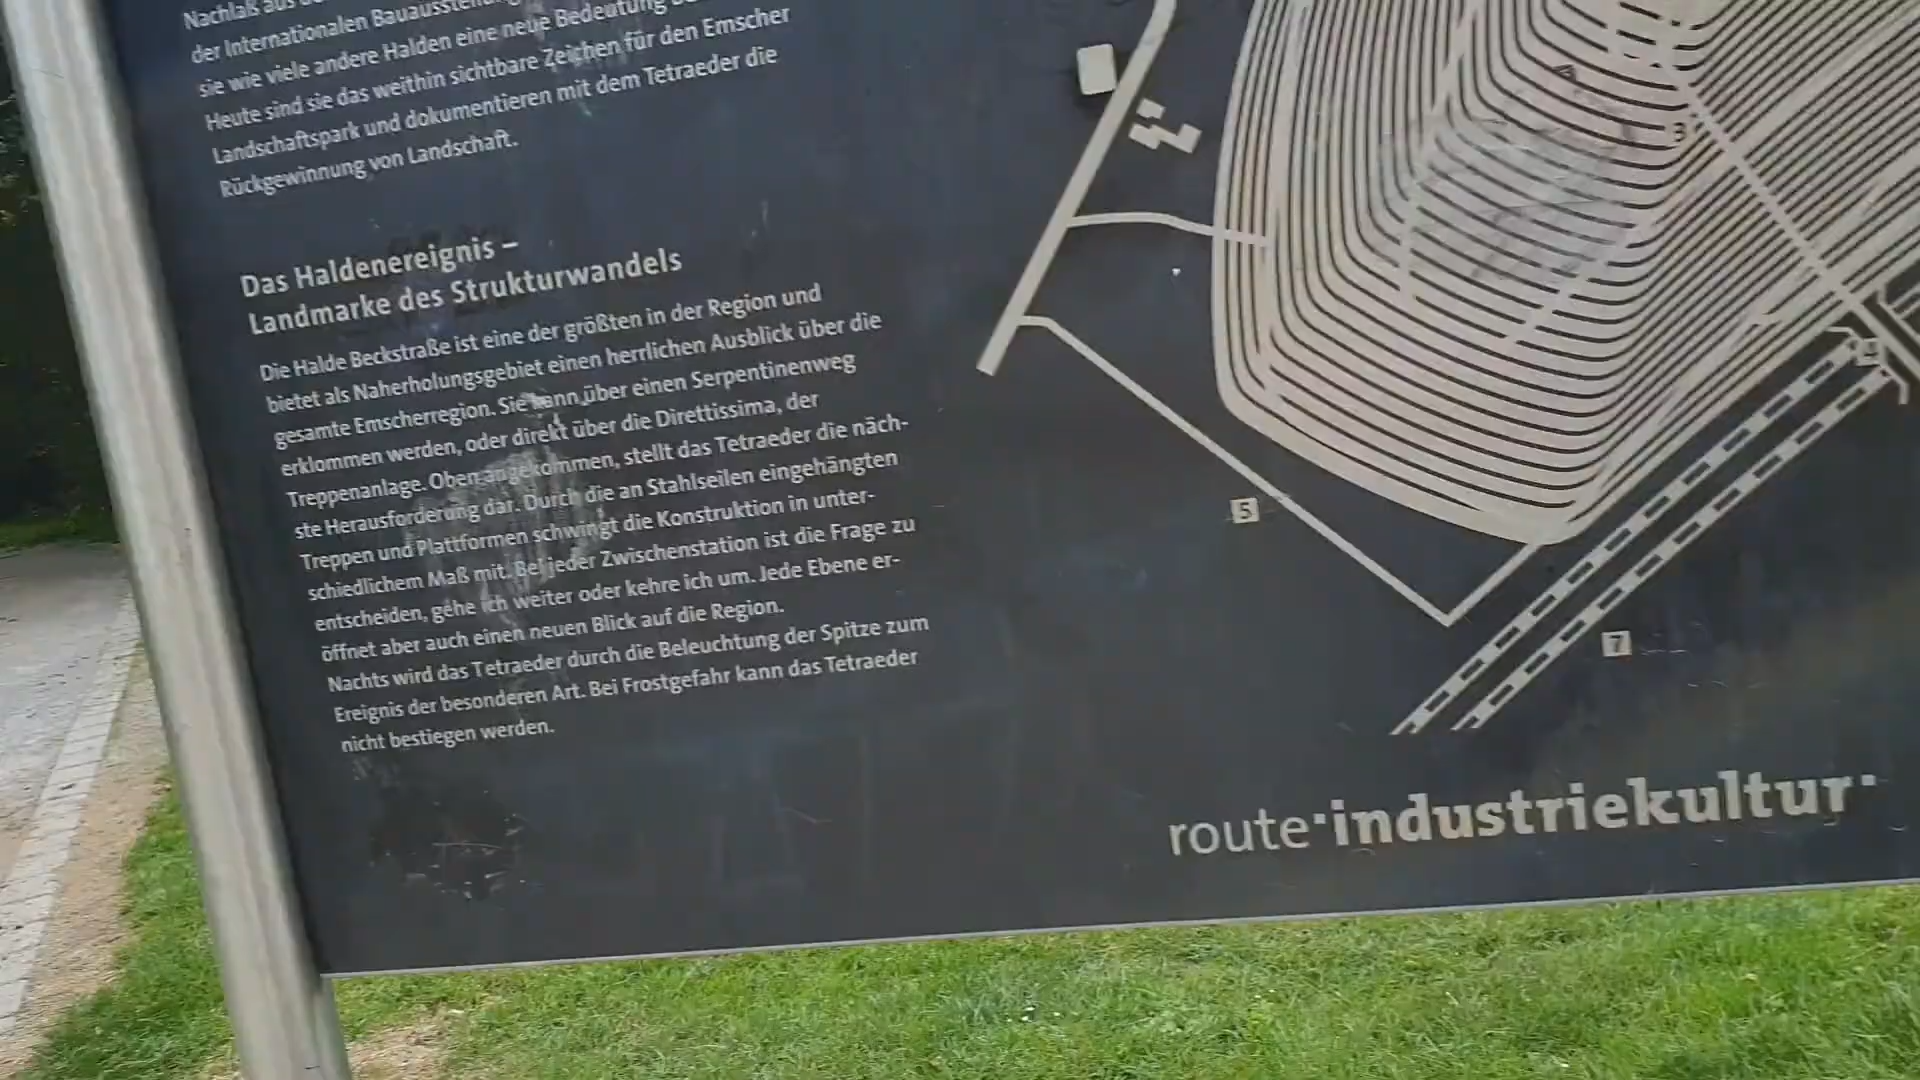 Nachlaß aus
der Internationalen Bauausstellung
sie wie viele andere Halden eine neue Bedeutung
Heute sind sie das weithin sichtbare Zeichen für den Emscher
Landschaftspark und dokumentieren mit dem Tetraeder die
Rückgewinnung von Landschaft.
Das Haldenereignis –
Landmarke des Strukturwandels
Die Halde Beckstraße ist eine der größten in der Region und
bietet als Naherholungsgebiet einen herrlichen Ausblick über die
gesamte Emscherregion. Sie kann über einen Serpentinenweg
erklommen werden, oder direkt über die Direttissima, der
Treppenanlage. Oben angekommen, stellt das Tetraeder die näch-
ste Herausforderung dar. Durch die an Stahlseilen eingehängten
Treppen und Plattformen schwingt die Konstruktion in unter-
schiedlichem Maß mit. Bei jeder Zwischenstation ist die Frage zu
entscheiden, gehe ich weiter oder kehre ich um. Jede Ebene er-
öffnet aber auch einen neuen Blick auf die Region.
Nachts wird das Tetraeder durch die Beleuchtung der Spitze zum
Ereignis der besonderen Art. Bei Frostgefahr kann das Tetraeder
nicht bestiegen werden.
3
4
5
7
route·industriekultur·